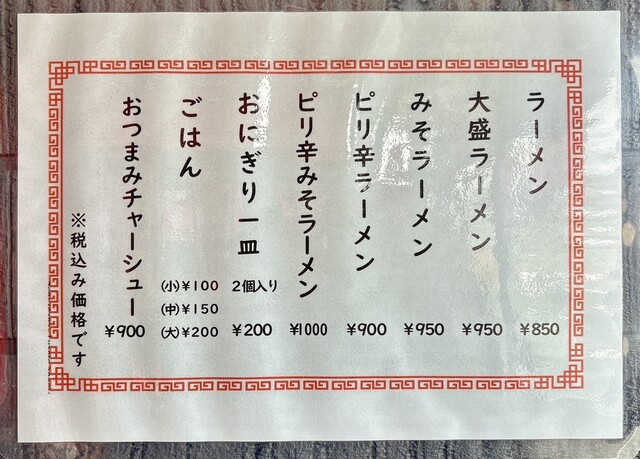 ラーメン ¥850
大盛ラーメン ¥950
みそラーメン ¥950
ピリ辛ラーメン ¥900
ピリ辛みそラーメン ¥1000
おにぎり一皿 2個入り ¥200
ごはん (小)¥100
(中)¥150
(大)¥200
おつまみチャーシュー ¥900
※税込み価格です